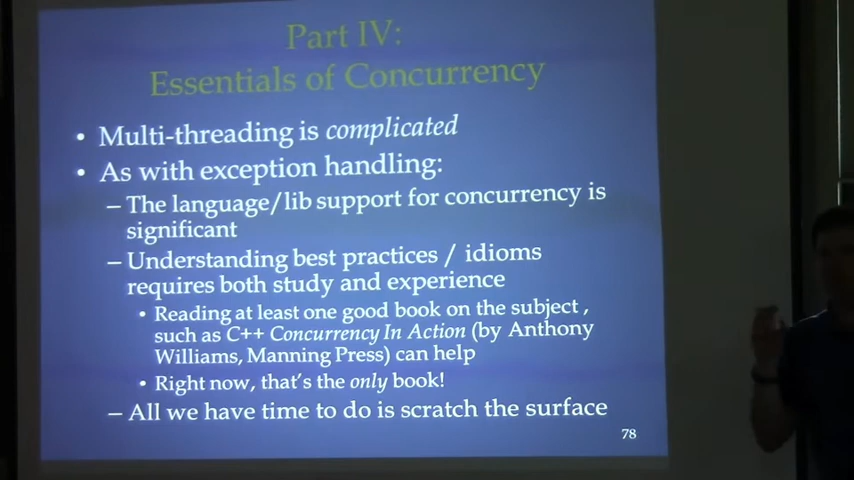 Part IV:
Essentials of Concurrency
• Multi-threading is complicated
• As with exception handling:
– The language/lib support for concurrency is
significant
– Understanding best practices / idioms
requires both study and experience
• Reading at least one good book on the subject ,
such as C++ Concurrency In Action (by Anthony
Williams, Manning Press) can help
• Right now, that's the only book!
– All we have time to do is scratch the surface
78